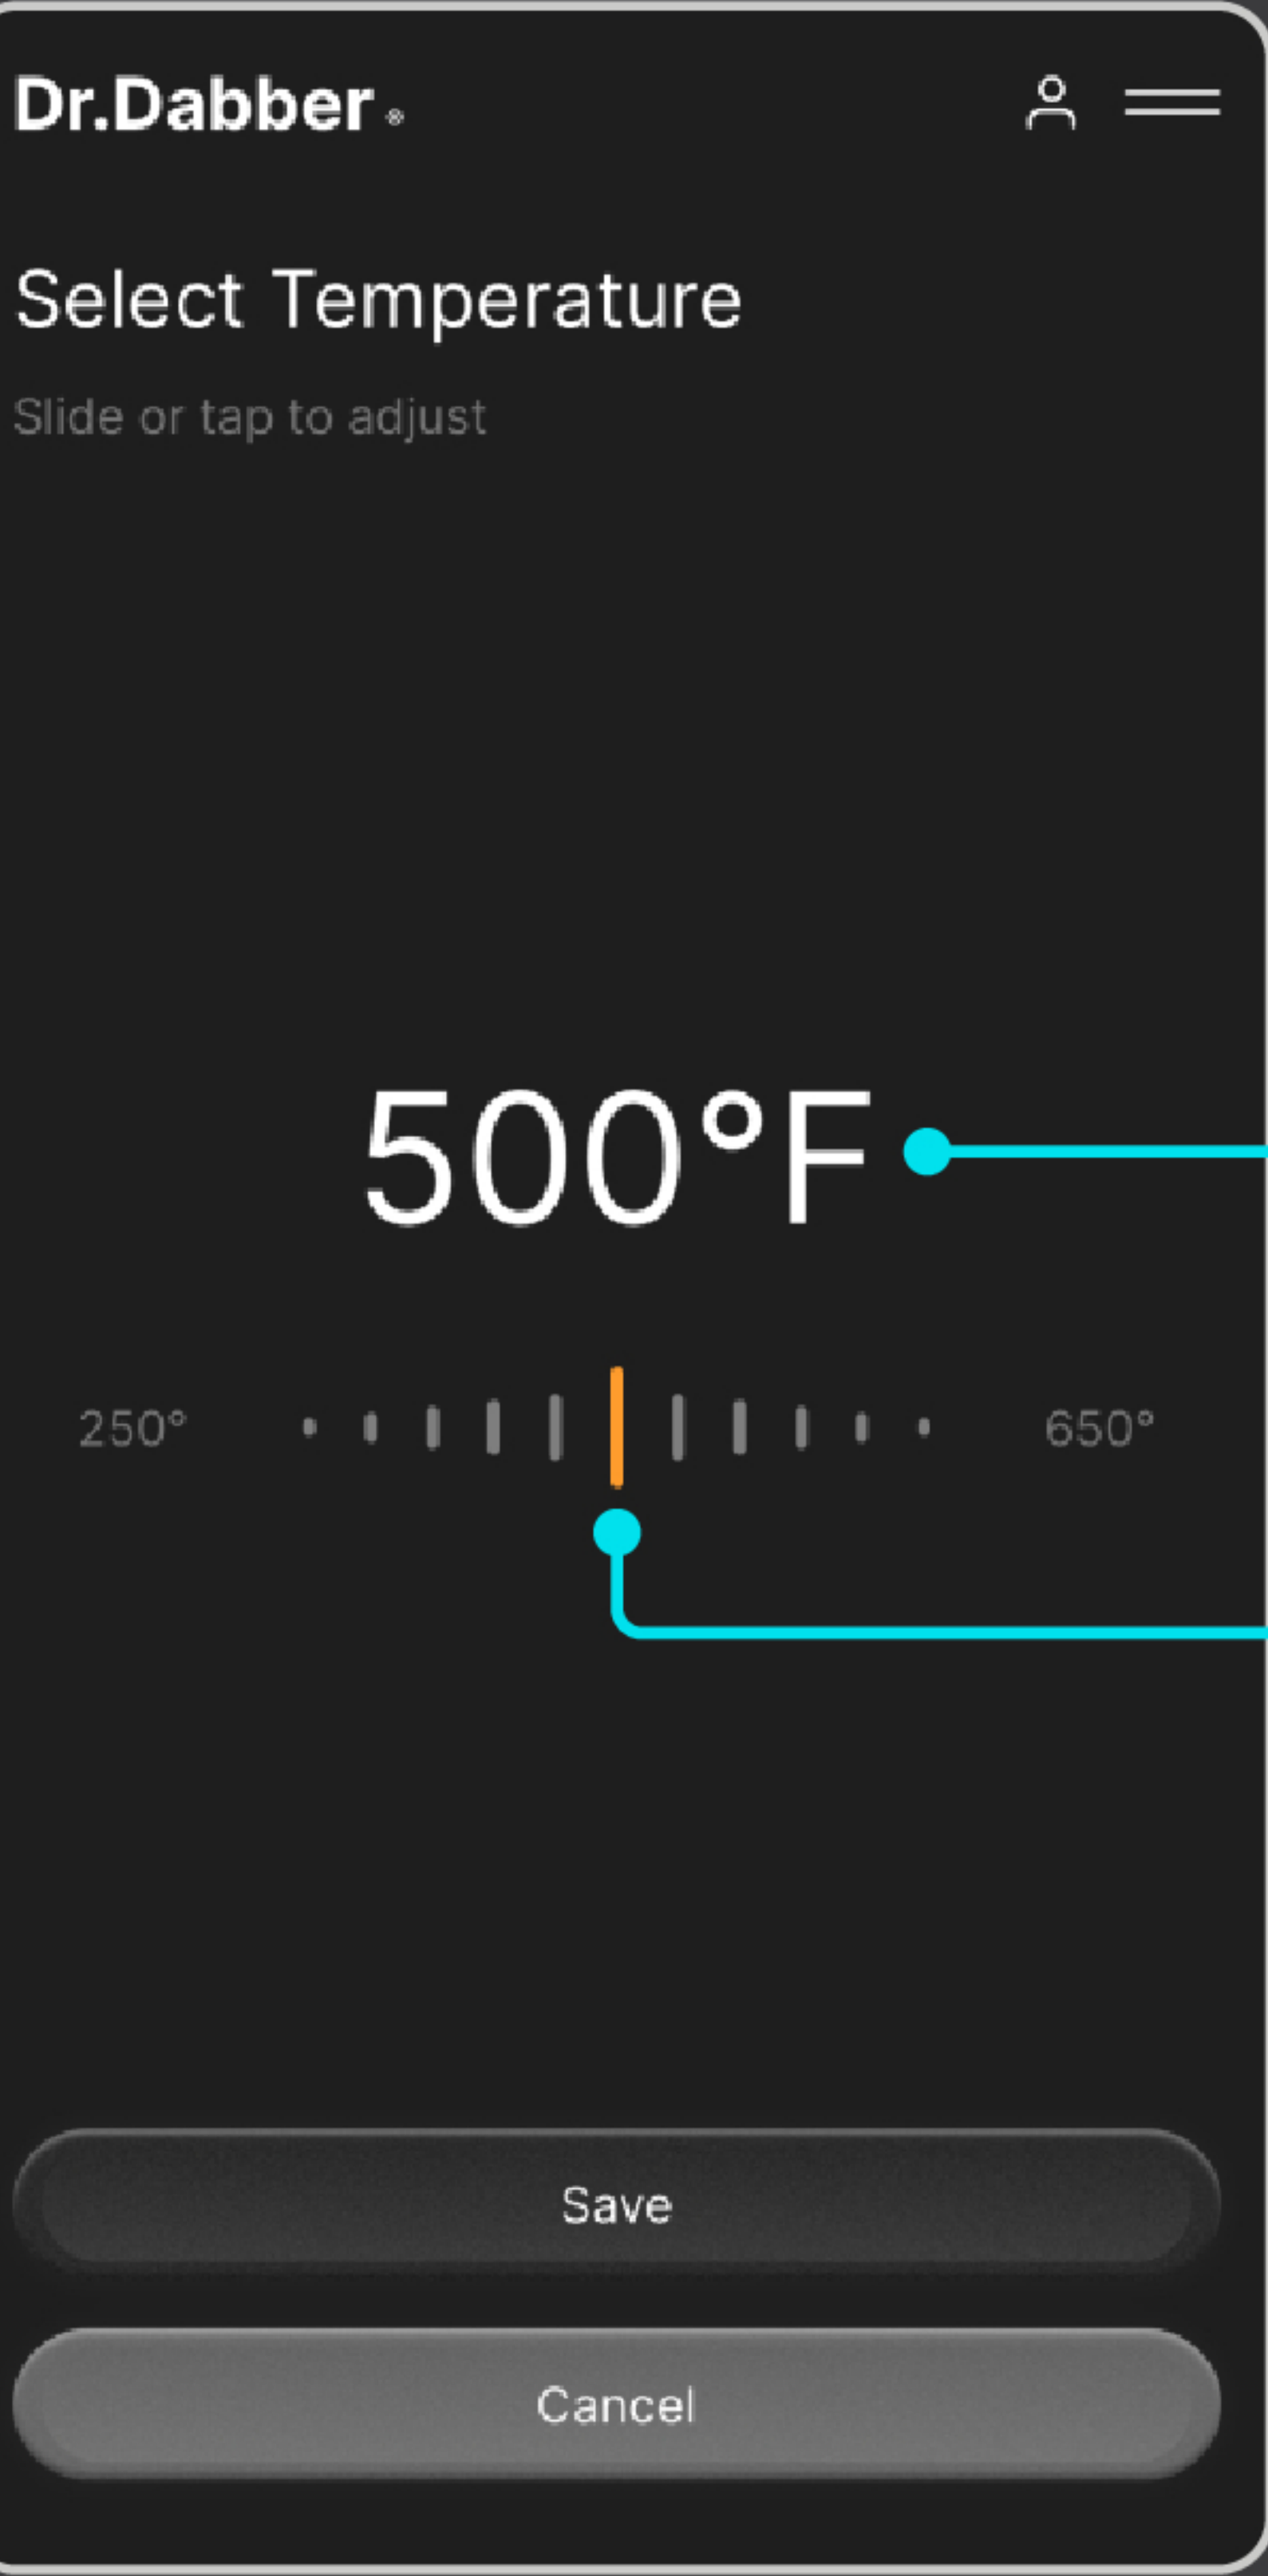 Dr.Dabber®
Select Temperature
Slide or tap to adjust
500°F
250° 650°
Save
Cancel